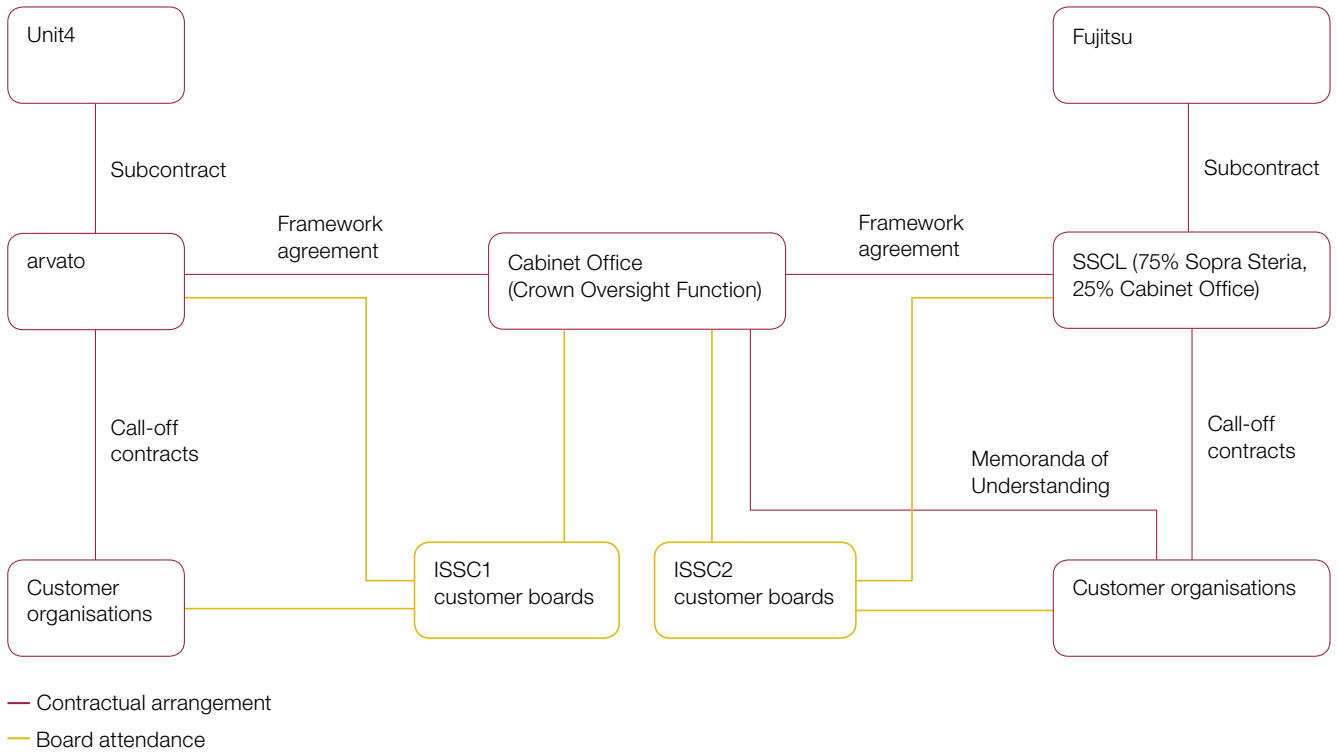 Unit4
Fujitsu
Subcontract
Subcontract
Framework
agreement
Framework
agreement
arvato
Cabinet Office
(Crown Oversight Function)
SSCL (75% Sopra Steria,
25% Cabinet Office)
Call-off
contracts
Call-off
contracts
Memoranda of
Understanding
Customer
organisations
ISSC1
customer boards
ISSC2
customer boards
Customer organisations
Contractual arrangement
Board attendance